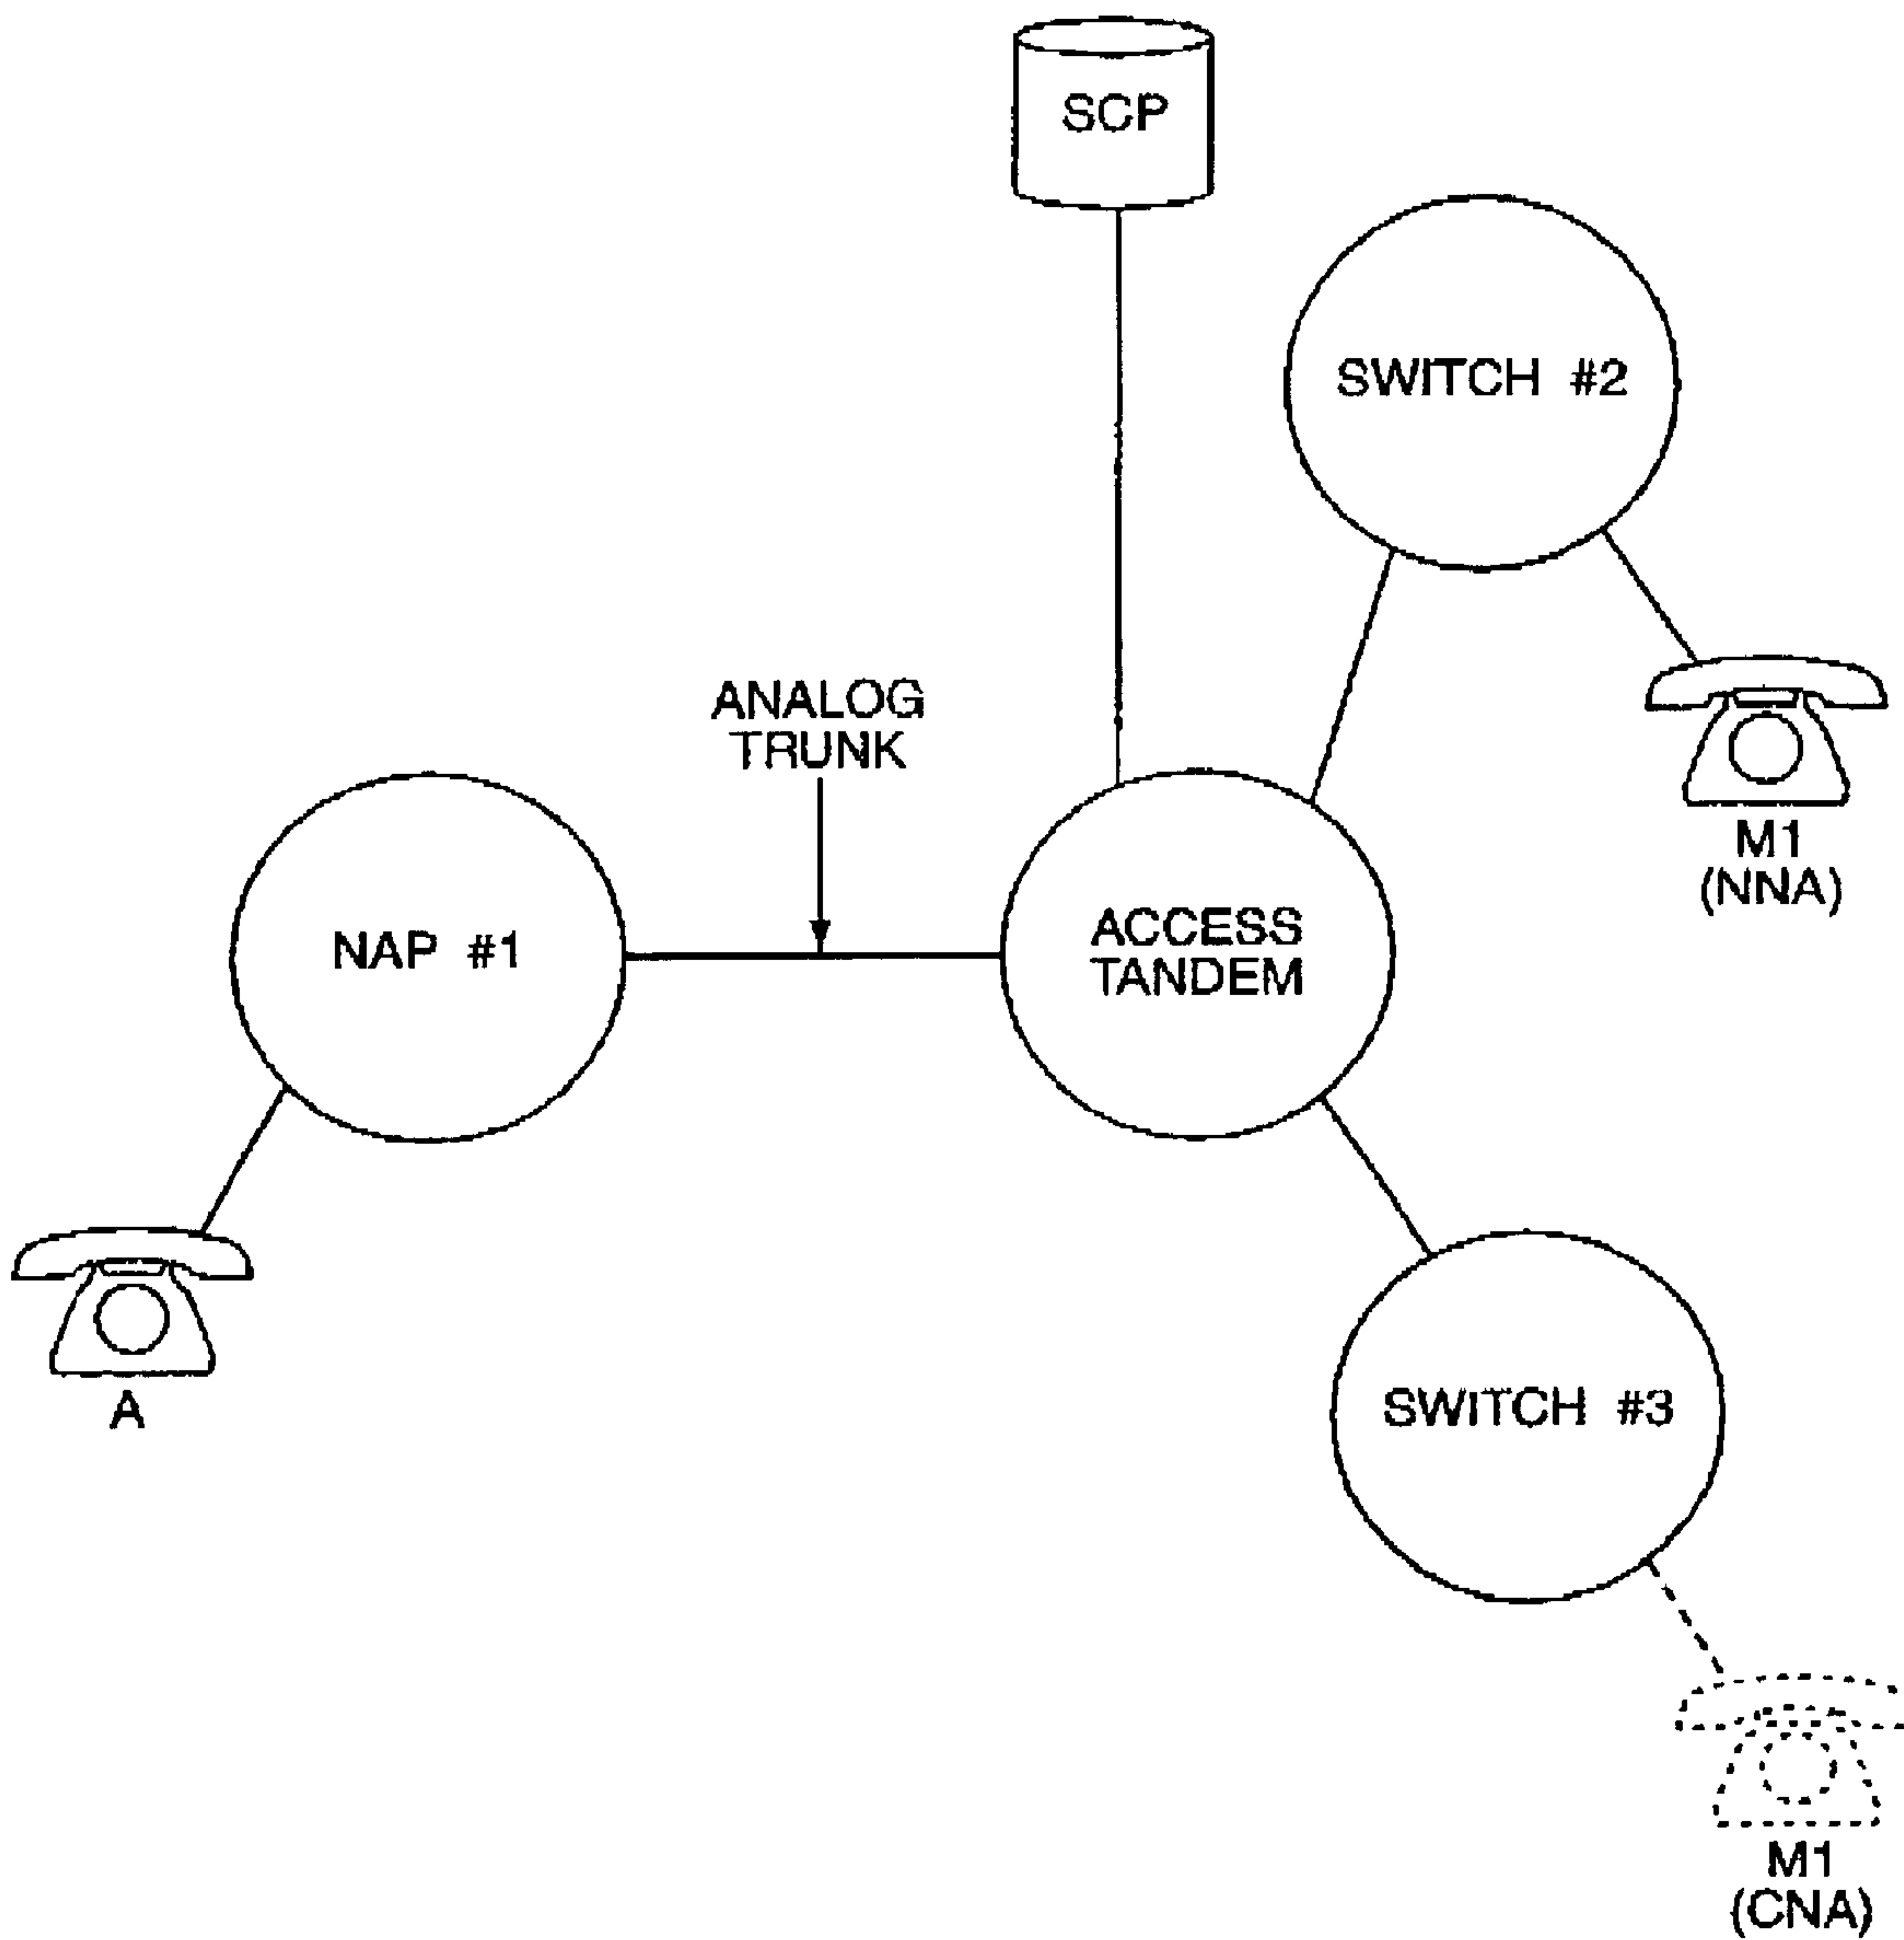 SCP
SWITCH #2
ANALOG
TRUNK
M1
(NNA)
NAP #1
ACCESS
TANDEM
A
SWITCH #3
M1
(CNA)